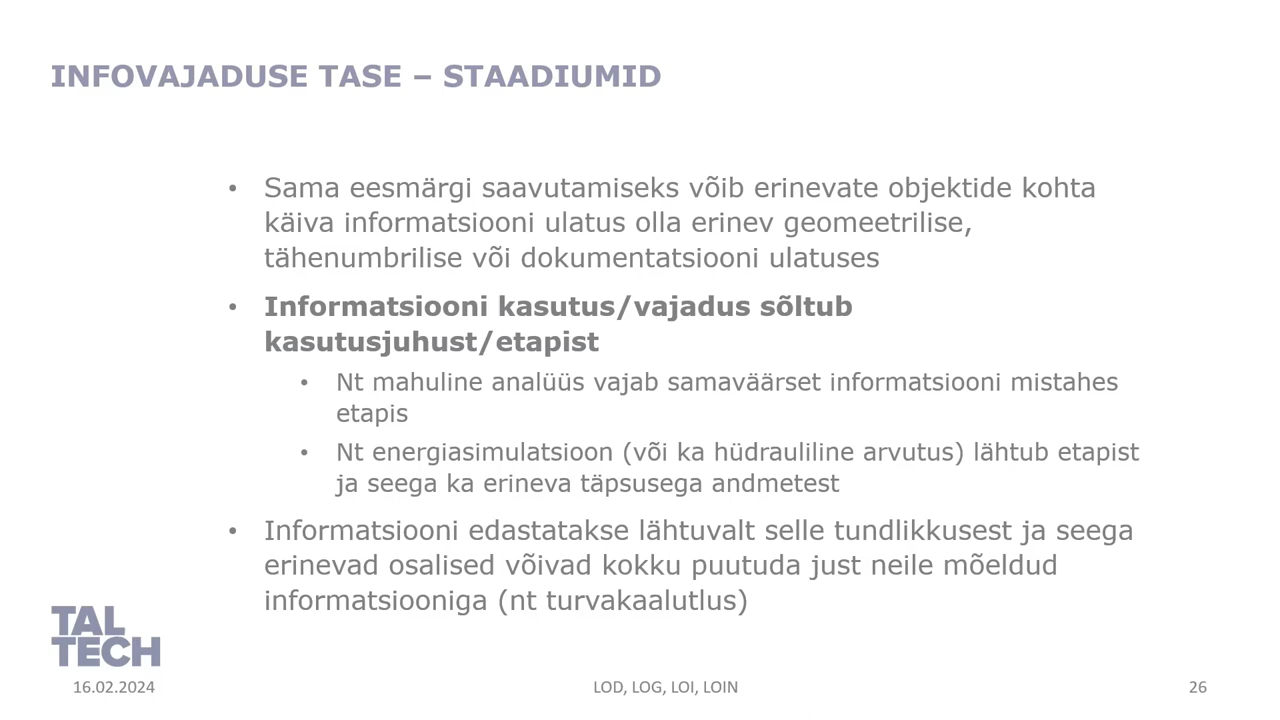 INFOVAJADUSE TASE – STAADIUMID
• Sama eesmärgi saavutamiseks võib erinevate objektide kohta
käiva informatsiooni ulatus olla erinev geomeetrilise,
tähenumbrilise või dokumentatsiooni ulatuses
• Informatsiooni kasutus/vajadus sõltub
kasutusjuhust/etapist
• Nt mahuline analüüs vajab samaväärset informatsiooni mistahes
etapis
• Nt energiasimulatsioon (või ka hüdrauliline arvutus) lähtub etapist
ja seega ka erineva täpsusega andmetest
• Informatsiooni edastatakse lähtuvalt selle tundlikkusest ja seega
erinevad osalised võivad kokku puutuda just neile mõeldud
informatsiooniga (nt turvakaalutlus)
TAL
TECH
16.02.2024
LOD, LOG, LOI, LOIN
26